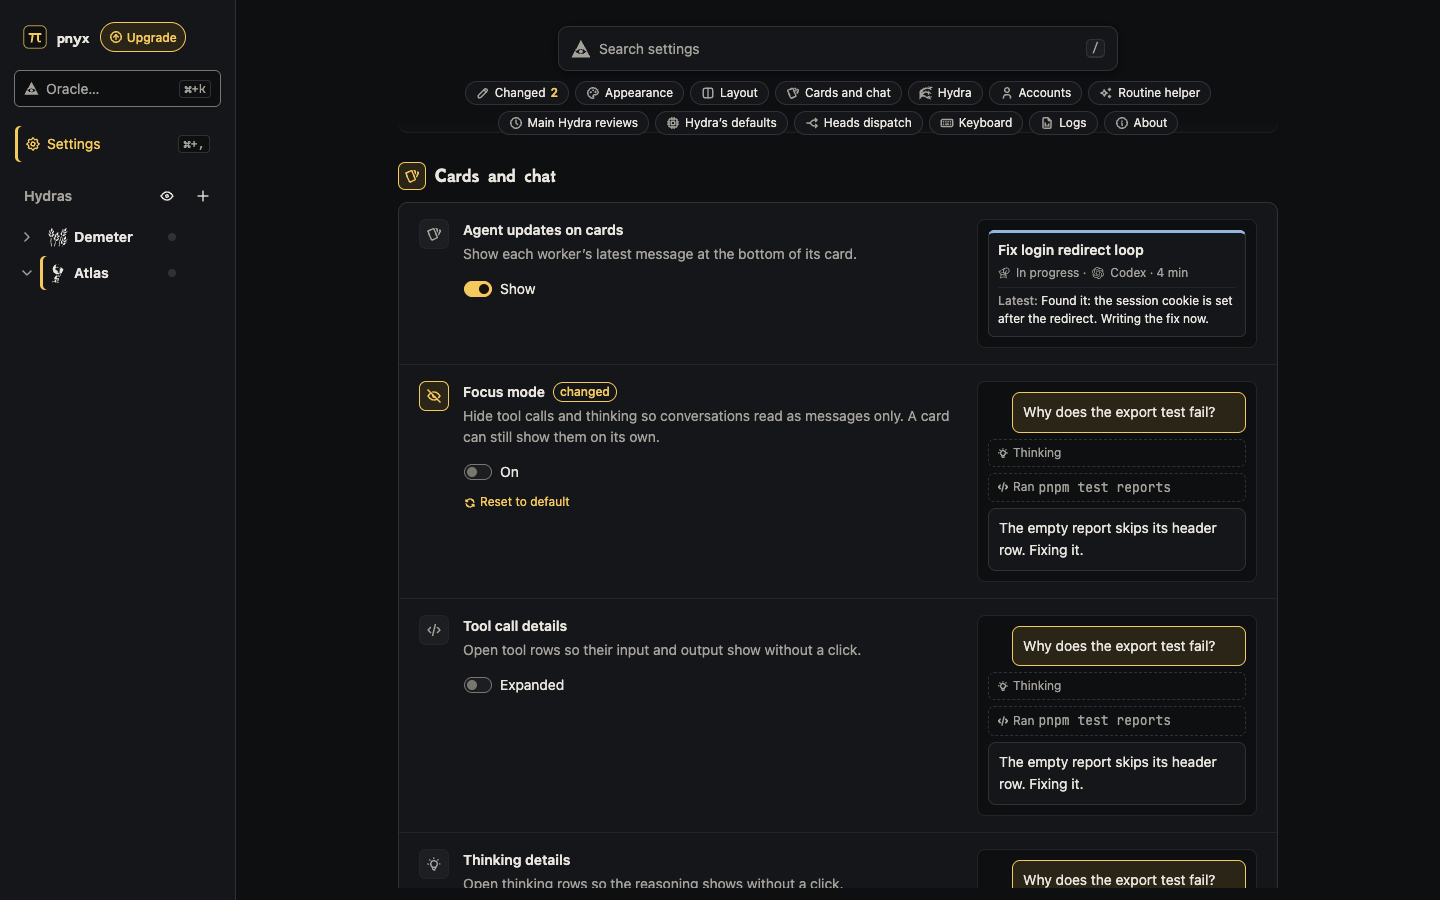 pnyx
Upgrade
Oracle...
⌘+k
Settings
⌘+,
Hydras
Demeter
Atlas
Search settings
/
Changed 2
Appearance
Layout
Cards and chat
Hydra
Accounts
Routine helper
Main Hydra reviews
Hydra's defaults
Heads dispatch
Keyboard
Logs
About
Cards and chat
Agent updates on cards
Show each worker's latest message at the bottom of its card.
Show
Fix login redirect loop
In progress · Codex · 4 min
Latest: Found it: the session cookie is set
after the redirect. Writing the fix now.
Focus mode changed
Hide tool calls and thinking so conversations read as messages only. A card
can still show them on its own.
On
Reset to default
Why does the export test fail?
Thinking
Ran pnpm test reports
The empty report skips its header
row. Fixing it.
Tool call details
Open tool rows so their input and output show without a click.
Expanded
Why does the export test fail?
Thinking
Ran pnpm test reports
The empty report skips its header
row. Fixing it.
Thinking details
Open thinking rows so the reasoning shows without a click.
Why does the export test fail?